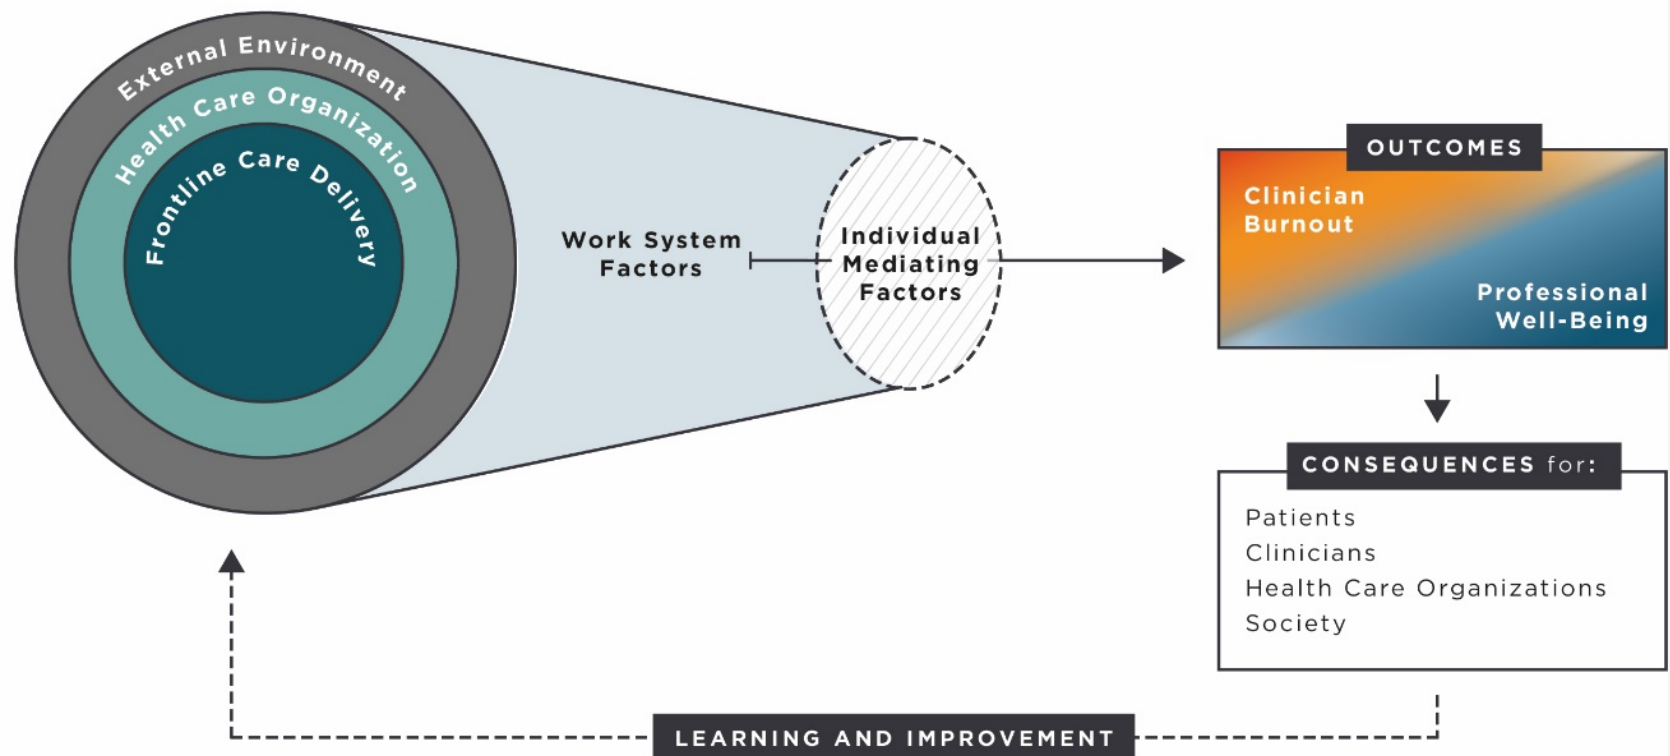 External Environment
Health Care Organization
Frontline Care Delivery
Work System
Factors
Individual
Mediating
Factors
OUTCOMES
Clinician
Burnout
Professional
Well-Being
CONSEQUENCES for:
Patients
Clinicians
Health Care Organizations
Society
LEARNING AND IMPROVEMENT